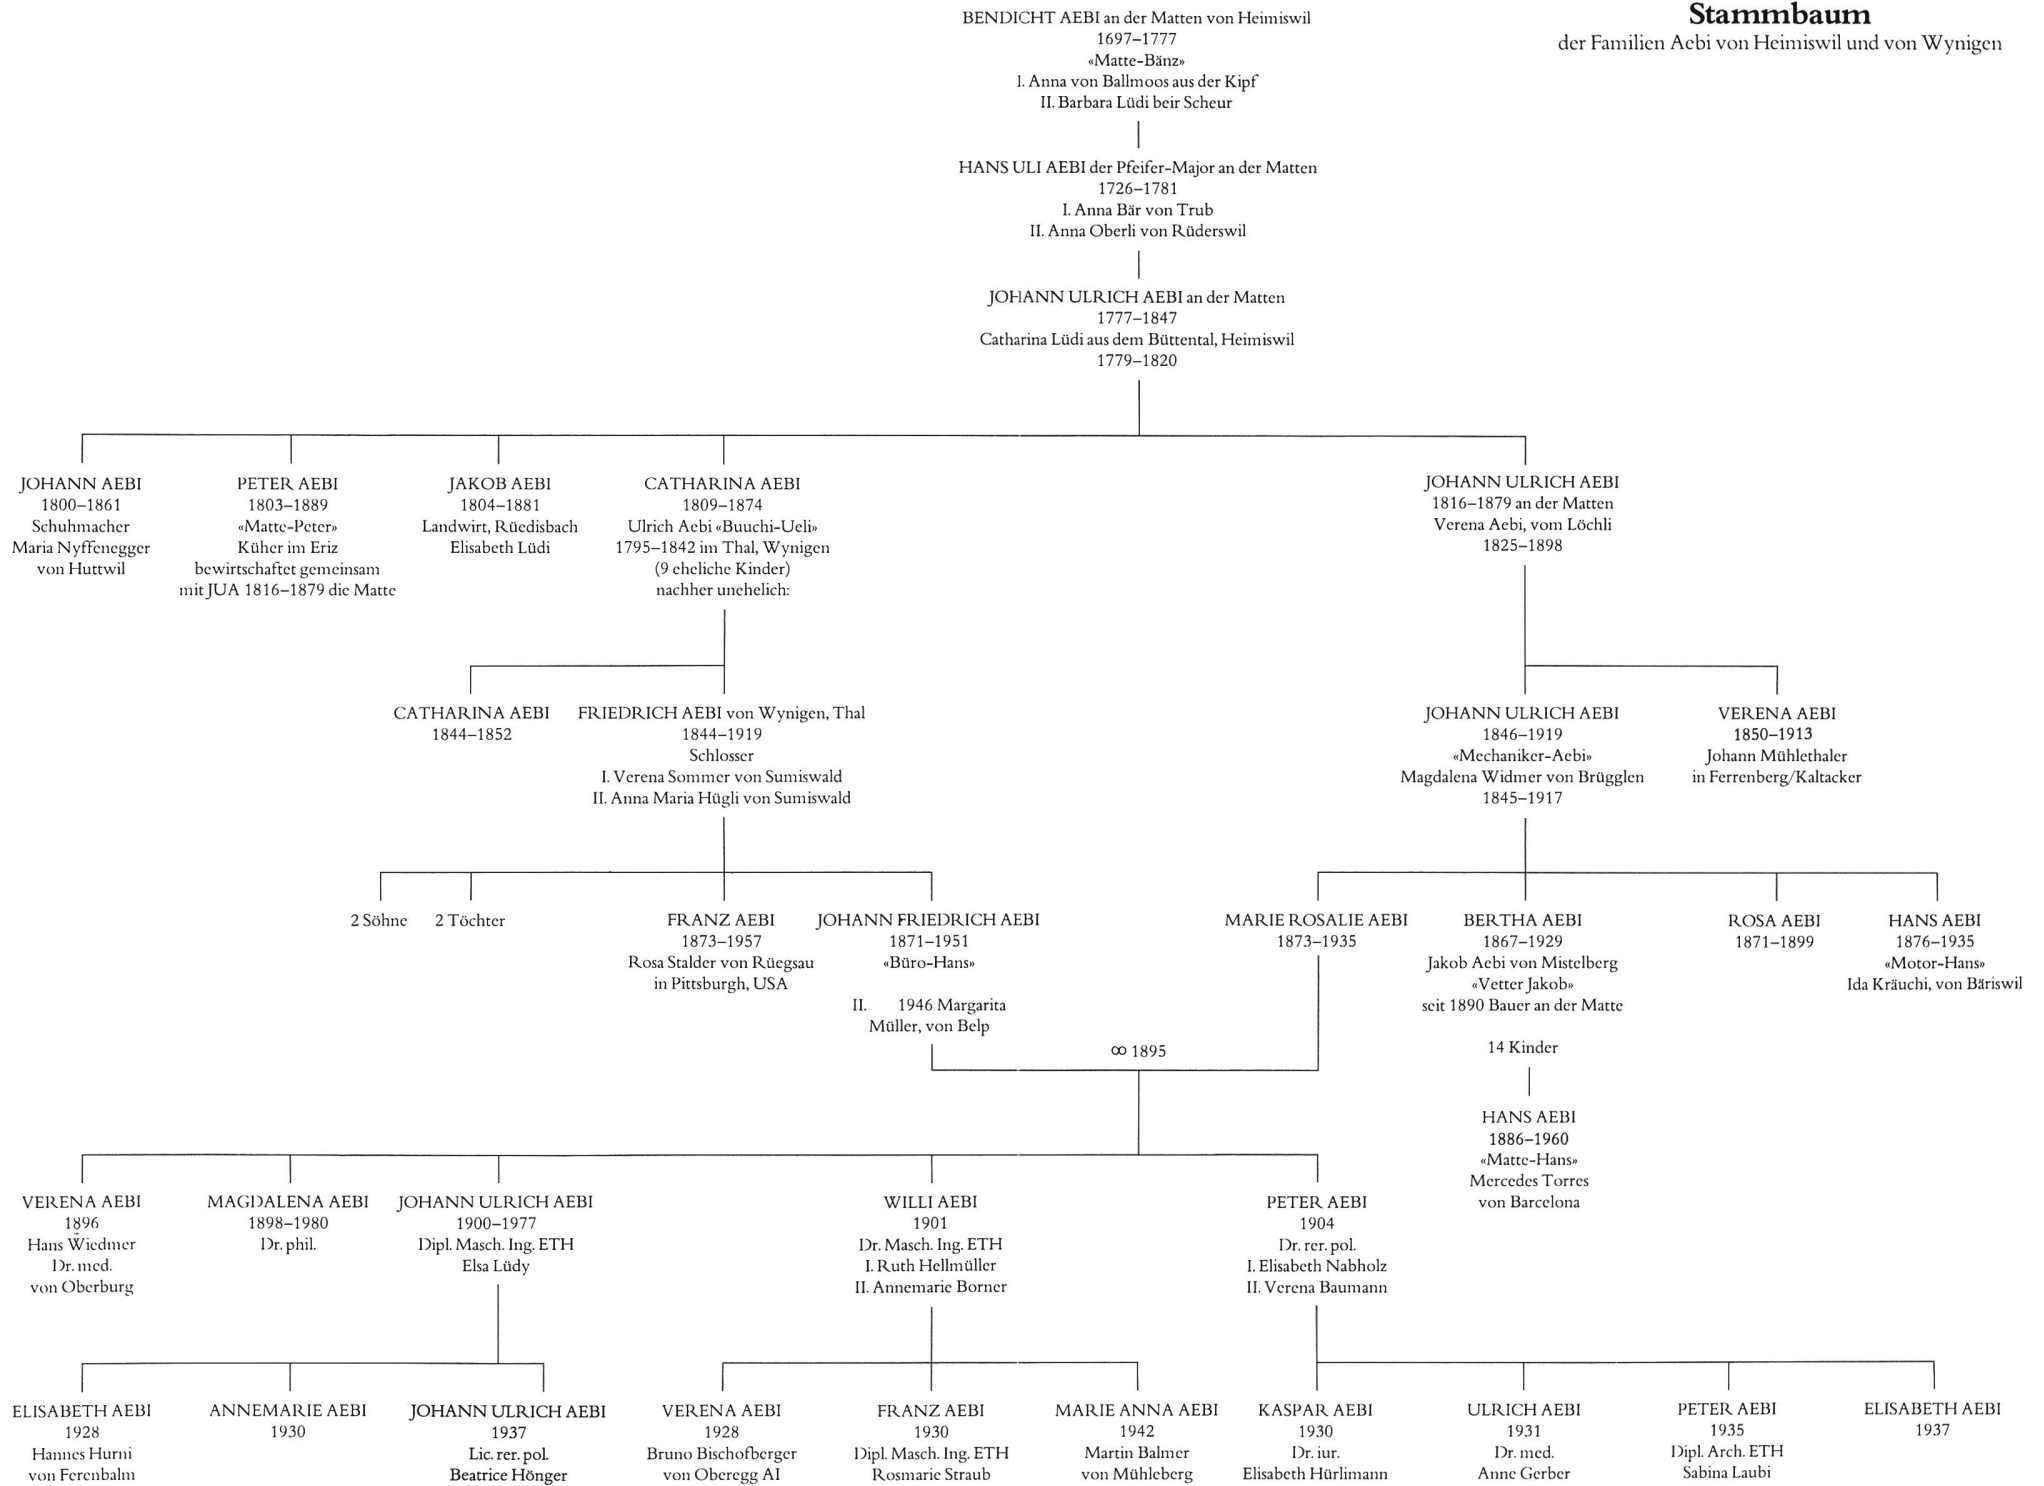 Stammbaum
der Familien Aebi von Heimiswil und von Wynigen
BENDICHT AEBI an der Matten von Heimiswil
1697–1777
«Matte-Bänz»
I. Anna von Ballmoos aus der Kipf
II. Barbara Lüdi beir Scheur
HANS ULI AEBI der Pfeifer-Major an der Matten
1726–1781
I. Anna Bär von Trub
II. Anna Oberli von Rüderswil
JOHANN ULRICH AEBI an der Matten
1777–1847
Catharina Lüdi aus dem Büttental, Heimiswil
1779–1820
JOHANN AEBI
1800–1861
Schuhmacher
Maria Nyffenegger
von Huttwil
PETER AEBI
1803–1889
«Matte-Peter»
Küher im Eriz
bewirtschaftet gemeinsam
mit JUA 1816–1879 die Matte
JAKOB AEBI
1804–1881
Landwirt, Rüedisbach
Elisabeth Lüdi
CATHARINA AEBI
1809–1874
Ulrich Aebi «Buuchi-Ueli»
1795–1842 im Thal, Wynigen
(9 eheliche Kinder)
nachher unehelich:
JOHANN ULRICH AEBI
1816–1879 an der Matten
Verena Aebi, vom Löchli
1825–1898
CATHARINA AEBI
1844–1852
FRIEDRICH AEBI von Wynigen, Thal
1844–1919
Schlosser
I. Verena Sommer von Sumiswald
II. Anna Maria Hügli von Sumiswald
JOHANN ULRICH AEBI
1846–1919
«Mechaniker-Aebi»
Magdalena Widmer von Brügglen
1845–1917
VERENA AEBI
1850–1913
Johann Mühlethaler
in Ferrenberg/Kaltacker
2 Söhne
2 Töchter
FRANZ AEBI
1873–1957
Rosa Stalder von Rüegsau
in Pittsburgh, USA
JOHANN FRIEDRICH AEBI
1871–1951
«Büro-Hans»
II. 1946 Margarita
Müller, von Belp
MARIE ROSALIE AEBI
1873–1935
BERTHA AEBI
1867–1929
Jakob Aebi von Mistelberg
«Vetter Jakob»
seit 1890 Bauer an der Matte
14 Kinder
ROSA AEBI
1871–1899
HANS AEBI
1876–1935
«Motor-Hans»
Ida Kräuchi, von Bäriswil
∞ 1895
HANS AEBI
1886–1960
«Matte-Hans»
Mercedes Torres
von Barcelona
VERENA AEBI
1896
Hans Wiedmer
Dr. med.
von Oberburg
MAGDALENA AEBI
1898–1980
Dr. phil.
JOHANN ULRICH AEBI
1900–1977
Dipl. Masch. Ing. ETH
Elsa Lüdy
WILLI AEBI
1901
Dr. Masch. Ing. ETH
I. Ruth Hellmüller
II. Annemarie Borner
PETER AEBI
1904
Dr. rer. pol.
I. Elisabeth Nabholz
II. Verena Baumann
ELISABETH AEBI
1928
Hannes Hurni
von Ferenbalm
ANNEMARIE AEBI
1930
JOHANN ULRICH AEBI
1937
Lic. rer. pol.
Beatrice Hönger
VERENA AEBI
1928
Bruno Bischofberger
von Oberegg AI
FRANZ AEBI
1930
Dipl. Masch. Ing. ETH
Rosmarie Straub
MARIE ANNA AEBI
1942
Martin Balmer
von Mühleberg
KASPAR AEBI
1930
Dr. iur.
Elisabeth Hürlimann
ULRICH AEBI
1931
Dr. med.
Anne Gerber
PETER AEBI
1935
Dipl. Arch. ETH
Sabina Laubi
ELISABETH AEBI
1937